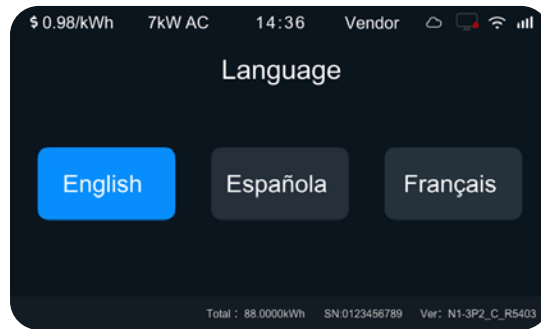 $ 0.98/kWh 7kW AC 14:36 Vendor
Language
English Española Français
Total : 88.0000kWh SN:0123456789 Ver: N1-3P2_C_R5403